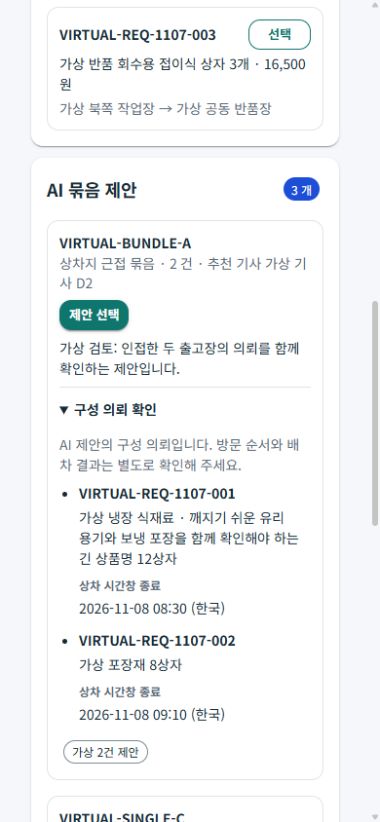 VIRTUAL-REQ-1107-003
선택
가상 반품 회수용 접이식 상자 3개 · 16,500
원
가상 북쪽 작업장 → 가상 공동 반품장
AI 묶음 제안
3 개
VIRTUAL-BUNDLE-A
상차지 근접 묶음 · 2 건 · 추천 기사 가상 기
사 D2
제안 선택
가상 검토: 인접한 두 출고장의 의뢰를 함께
확인하는 제안입니다.
▼ 구성 의뢰 확인
AI 제안의 구성 의뢰입니다. 방문 순서와 배
차 결과는 별도로 확인해 주세요.
• VIRTUAL-REQ-1107-001
가상 냉장 식재료 · 깨지기 쉬운 유리
용기와 보냉 포장을 함께 확인해야 하는
긴 상품명 12상자
상차 시간창 종료
2026-11-08 08:30 (한국)
• VIRTUAL-REQ-1107-002
가상 포장재 8상자
상차 시간창 종료
2026-11-08 09:10 (한국)
가상 2건 제안
VIRTUAL-SINGLE-C